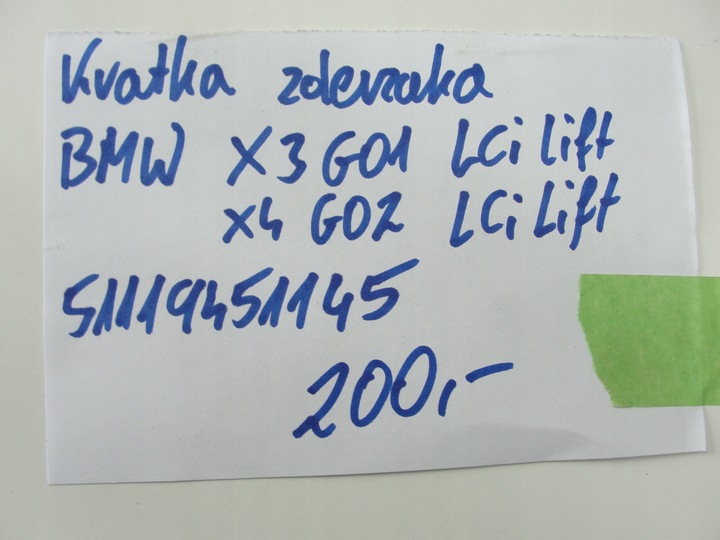 Kratka zderzaka
BMW X3 G01 LCi Lift
X4 G02 LCi Lift
51119451145
200,-